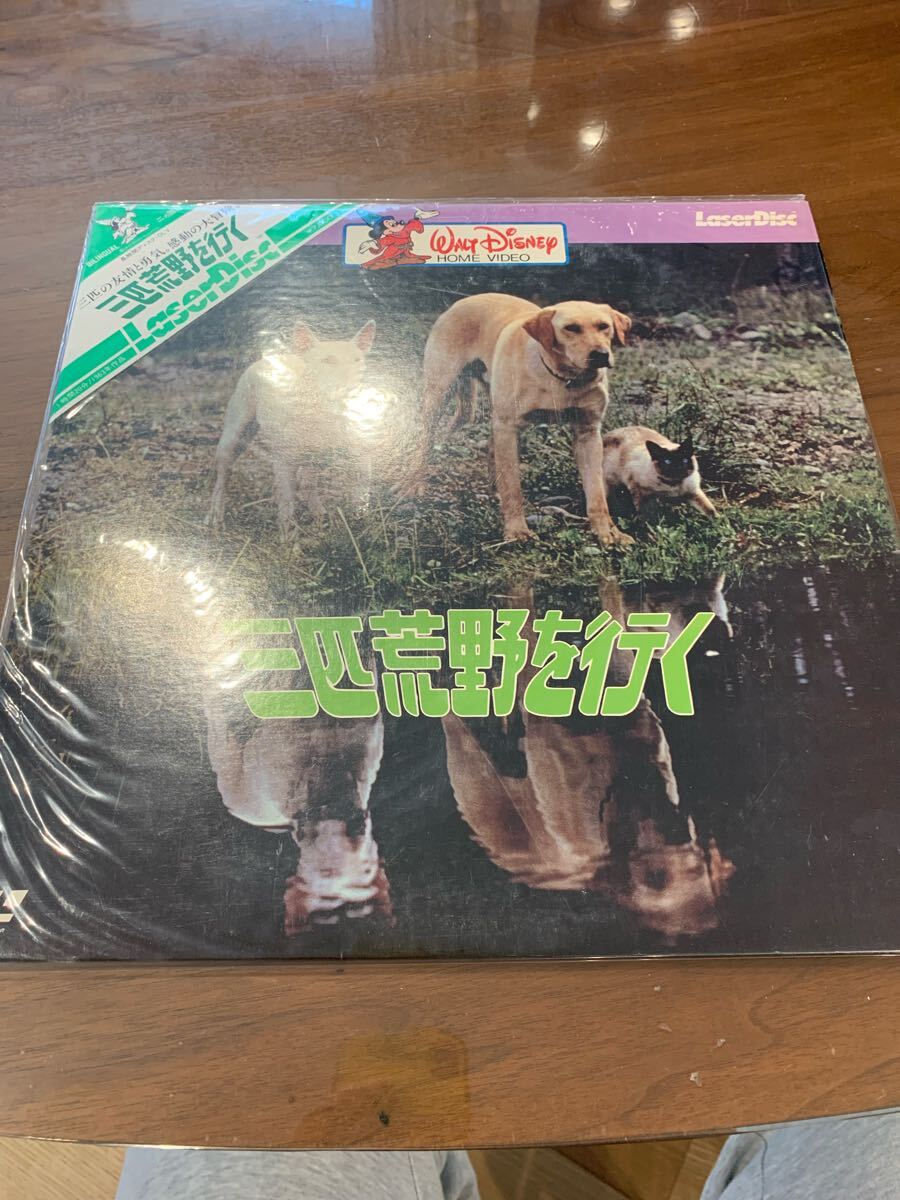 BILINGUAL
三匹の友情と勇気。感動の大冒険
三匹荒野を行く
LaserDisc
WALT DISNEY
HOME VIDEO
LaserDisc
三匹荒野を行く